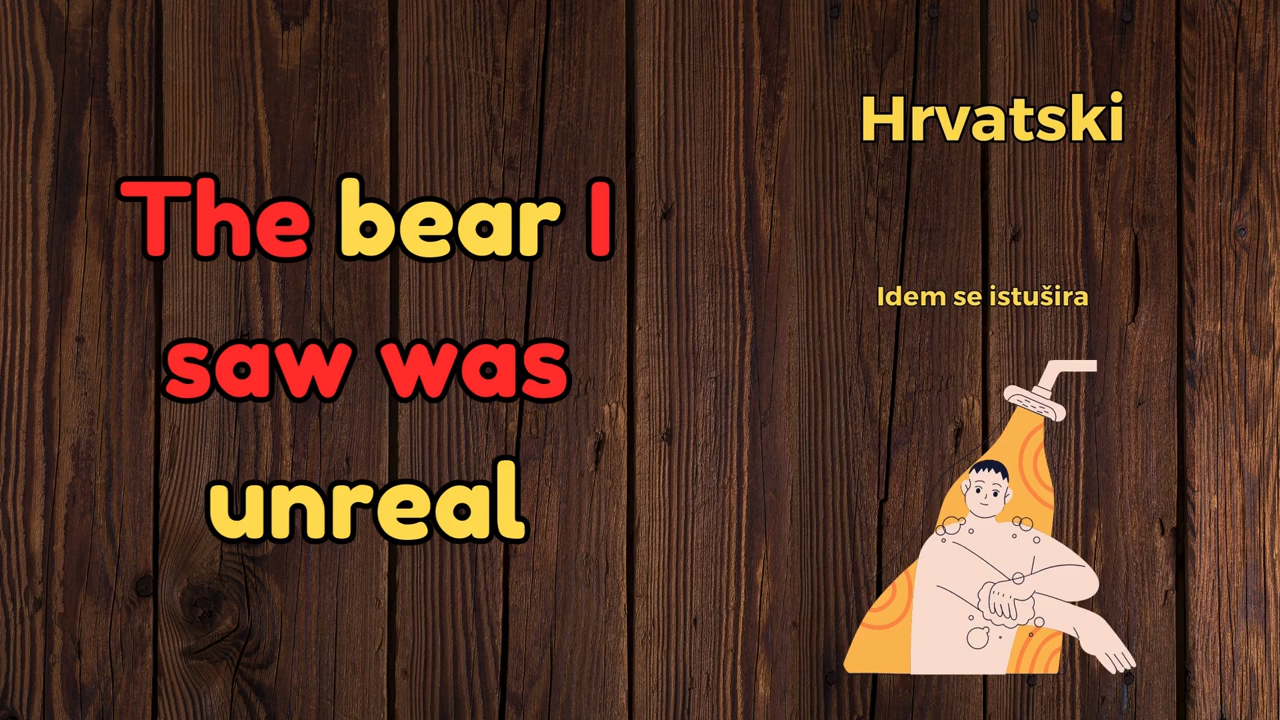 The bear I
saw was
unreal
Hrvatski
Idem se istušira